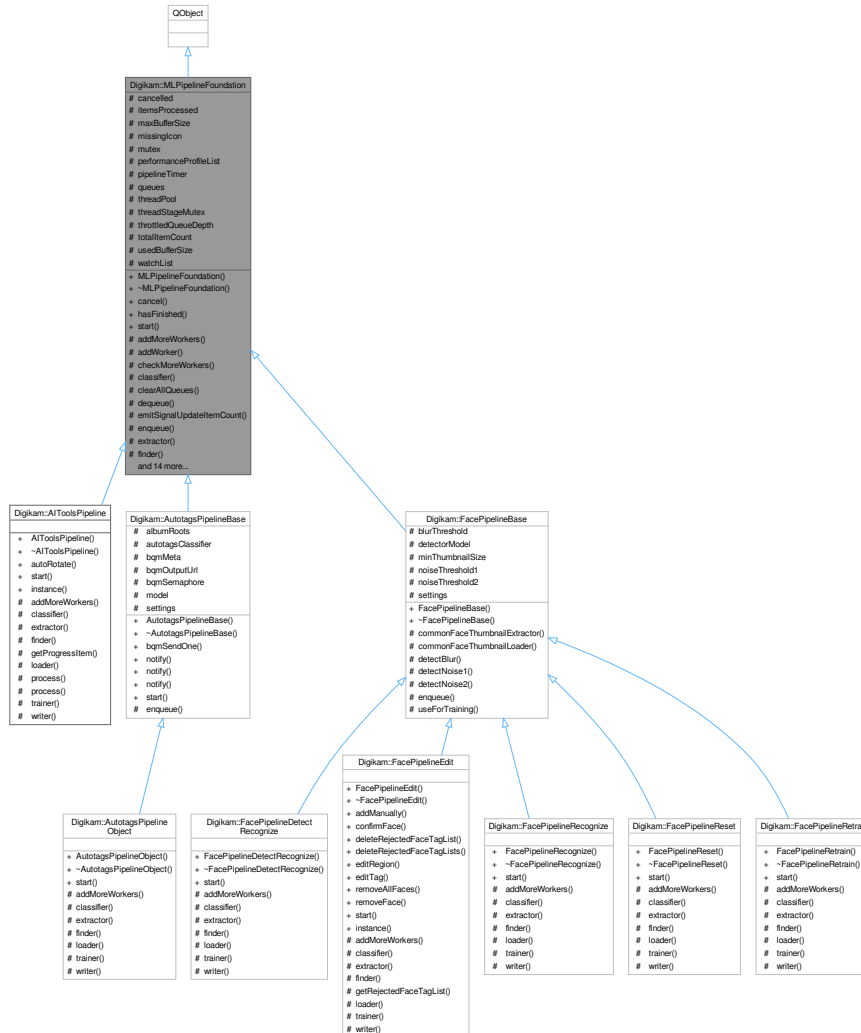 QObject
Digikam::MLPipelineFoundation
# cancelled
# itemsProcessed
# maxBufferSize
# missingIcon
# mutex
# performanceProfileList
# pipelineTimer
# queues
# threadPool
# threadStageMutex
# throttledQueueDepth
# totalItemCount
# usedBufferSize
# watchList
+ MLPipelineFoundation()
+ ~MLPipelineFoundation()
+ cancel()
+ hasFinished()
+ start()
# addMoreWorkers()
# addWorker()
# checkMoreWorkers()
# classifier()
# clearAllQueues()
# dequeue()
# emitSignalUpdateItemCount()
# enqueue()
# extractor()
# finder()
and 14 more...
Digikam::AIToolsPipeline
+ AIToolsPipeline()
+ ~AIToolsPipeline()
+ autoRotate()
+ start()
+ instance()
# addMoreWorkers()
# classifier()
# extractor()
# finder()
# getProgressItem()
# loader()
# process()
# process()
# trainer()
# writer()
Digikam::AutotagsPipelineBase
# albumRoots
# autotagsClassifier
# bqmMeta
# bqmOutputUrl
# bqmSemaphore
# model
# settings
+ AutotagsPipelineBase()
+ ~AutotagsPipelineBase()
+ bqmSendOne()
+ notify()
+ notify()
+ notify()
+ start()
# enqueue()
Digikam::FacePipelineBase
# blurThreshold
# detectorModel
# minThumbnailSize
# noiseThreshold1
# noiseThreshold2
# settings
+ FacePipelineBase()
+ ~FacePipelineBase()
# commonFaceThumbnailExtractor()
# commonFaceThumbnailLoader()
# detectBlur()
# detectNoise1()
# detectNoise2()
# enqueue()
# useForTraining()
Digikam::AutotagsPipeline
Object
+ AutotagsPipelineObject()
+ ~AutotagsPipelineObject()
+ start()
# addMoreWorkers()
# classifier()
# extractor()
# finder()
# loader()
# trainer()
# writer()
Digikam::FacePipelineDetect
Recognize
+ FacePipelineDetectRecognize()
+ ~FacePipelineDetectRecognize()
+ start()
# addMoreWorkers()
# classifier()
# extractor()
# finder()
# loader()
# trainer()
# writer()
Digikam::FacePipelineEdit
+ FacePipelineEdit()
+ ~FacePipelineEdit()
+ addManually()
+ confirmFace()
+ deleteRejectedFaceTagList()
+ deleteRejectedFaceTagLists()
+ editRegion()
+ editTag()
+ removeAllFaces()
+ removeFace()
+ start()
+ instance()
# addMoreWorkers()
# classifier()
# extractor()
# finder()
# getRejectedFaceTagList()
# loader()
# trainer()
# writer()
Digikam::FacePipelineRecognize
+ FacePipelineRecognize()
+ ~FacePipelineRecognize()
+ start()
# addMoreWorkers()
# classifier()
# extractor()
# finder()
# loader()
# trainer()
# writer()
Digikam::FacePipelineReset
+ FacePipelineReset()
+ ~FacePipelineReset()
+ start()
# addMoreWorkers()
# classifier()
# extractor()
# finder()
# loader()
# trainer()
# writer()
Digikam::FacePipelineRetrain
+ FacePipelineRetrain()
+ ~FacePipelineRetrain()
+ start()
# addMoreWorkers()
# classifier()
# extractor()
# finder()
# loader()
# trainer()
# writer()